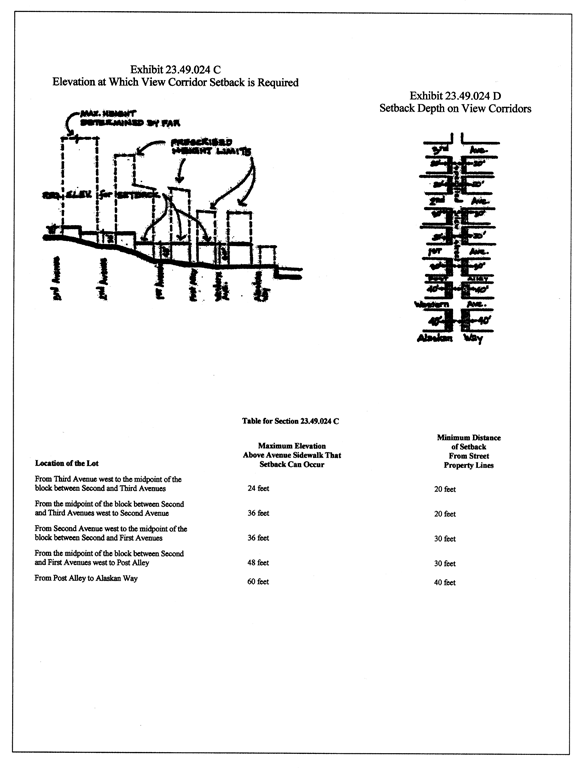 Exhibit 23.49.024 C
Elevation at Which View Corridor Setback is Required
MAX. HEIGHT
DETERMINED BY FAR
PRESCRIBED
HEIGHT LIMITS
ELEV. for SETBACK
3rd Avenue
2nd Avenue
1st Avenue
Post Alley
Western
Ave.
Alaskan
Way
Exhibit 23.49.024 D
Setback Depth on View Corridors
3rd Ave.
20' 20'
20' 20'
2nd Ave.
1st Ave.
POST ALLEY
40' 40'
Western Ave.
40' 40'
Alaskan Way
Table for Section 23.49.024 C
Location of the Lot
Maximum Elevation
Above Avenue Sidewalk That
Setback Can Occur
Minimum Distance
of Setback
From Street
Property Lines
From Third Avenue west to the midpoint of the
block between Second and Third Avenues
24 feet
20 feet
From the midpoint of the block between Second
and Third Avenues west to Second Avenue
36 feet
20 feet
From Second Avenue west to the midpoint of the
block between Second and First Avenues
36 feet
30 feet
From the midpoint of the block between Second
and First Avenues west to Post Alley
48 feet
30 feet
From Post Alley to Alaskan Way
60 feet
40 feet